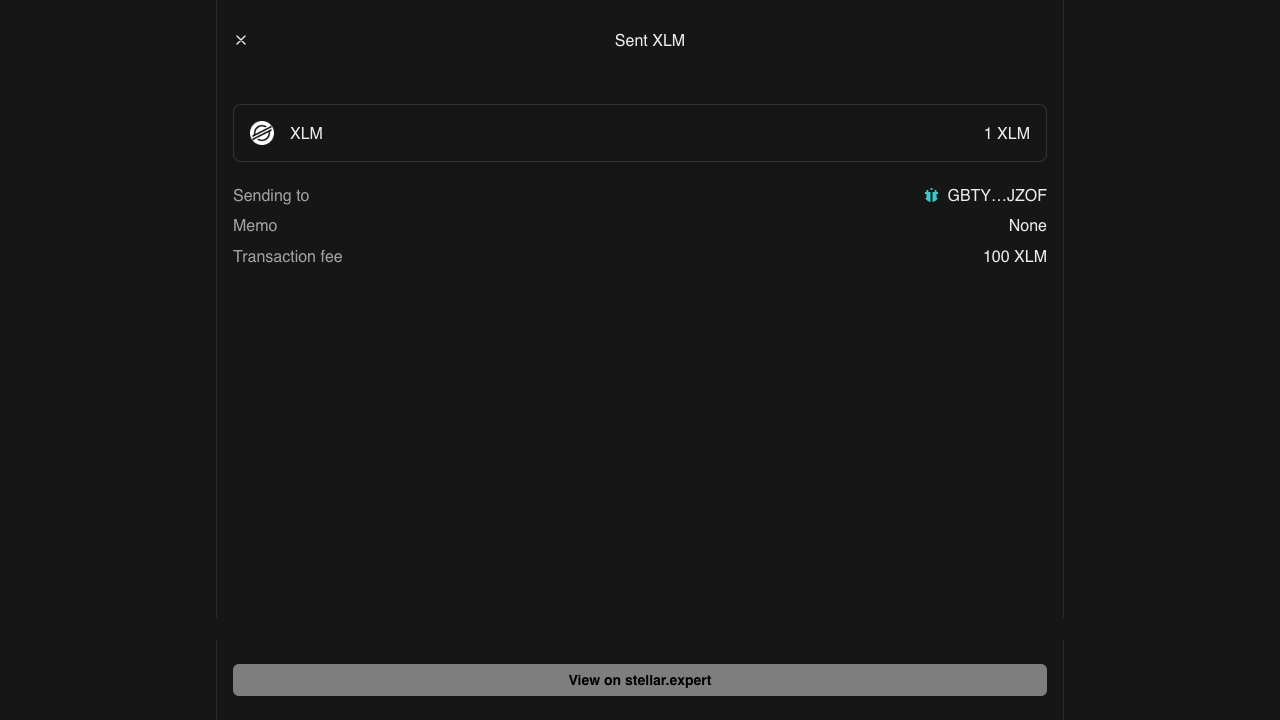 Sent XLM
XLM 1 XLM
Sending to GBTY…JZOF
Memo None
Transaction fee 100 XLM
View on stellar.expert